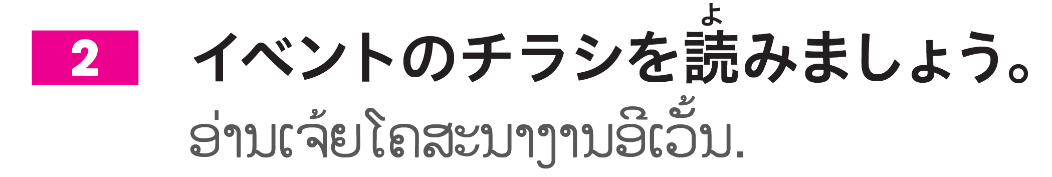 よ
2 イベントのチラシを読みましょう。
ອ່ານເຈ້ຍໂຄສະນາງານອີເວັ້ນ.